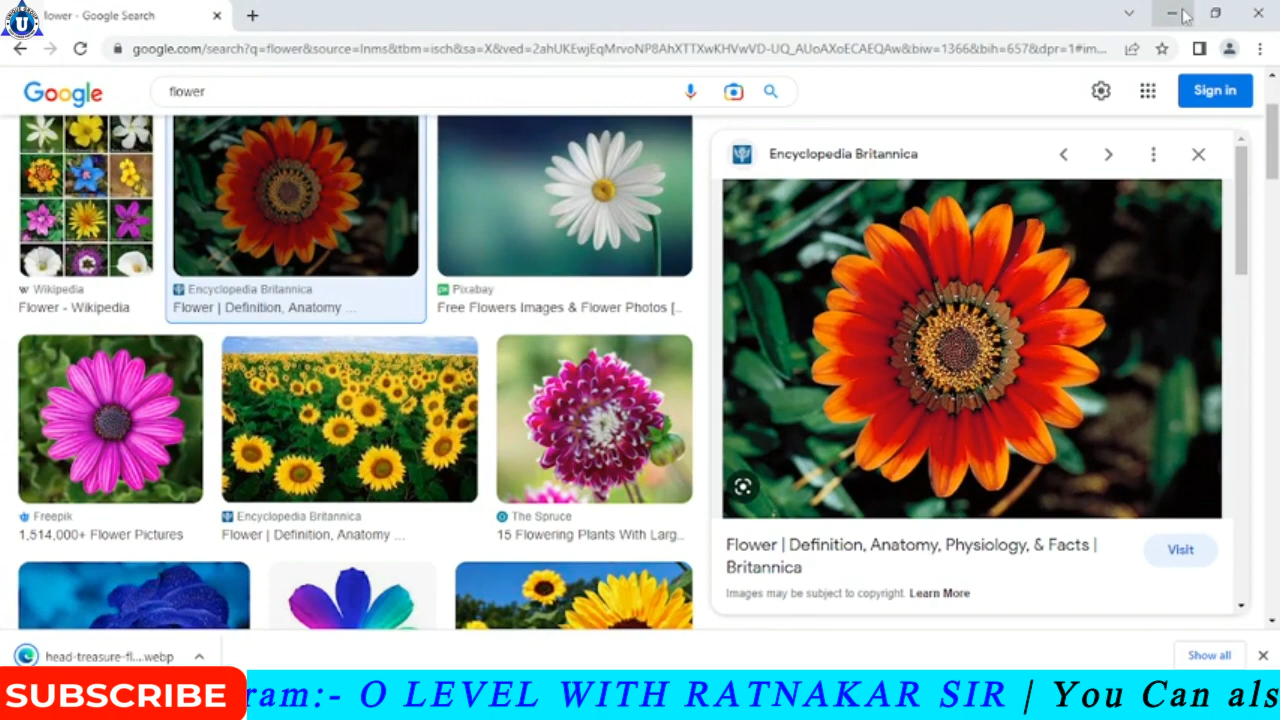 flower - Google Search
google.com/search?q=flower&source=lnms&tbm=isch&sa=X&ved=2ahUKEwjEqMrvoNP8AhXTTXwKHVwVD-UQ_AUoAXoECAEQAw&biw=1366&bih=657&dpr=1#im...
Google
flower
Sign in
Encyclopedia Britannica
Wikipedia
Flower - Wikipedia
Encyclopedia Britannica
Flower | Definition, Anatomy ...
Pixabay
Free Flowers Images & Flower Photos [..
Freepik
1,514,000+ Flower Pictures
Encyclopedia Britannica
Flower | Definition, Anatomy ...
The Spruce
15 Flowering Plants With Larg..
Flower | Definition, Anatomy, Physiology, & Facts |
Britannica
Visit
Images may be subject to copyright. Learn More
head-treasure-fl....webp
Show all
SUBSCRIBE
ram:- O LEVEL WITH RATNAKAR SIR | You Can als
U